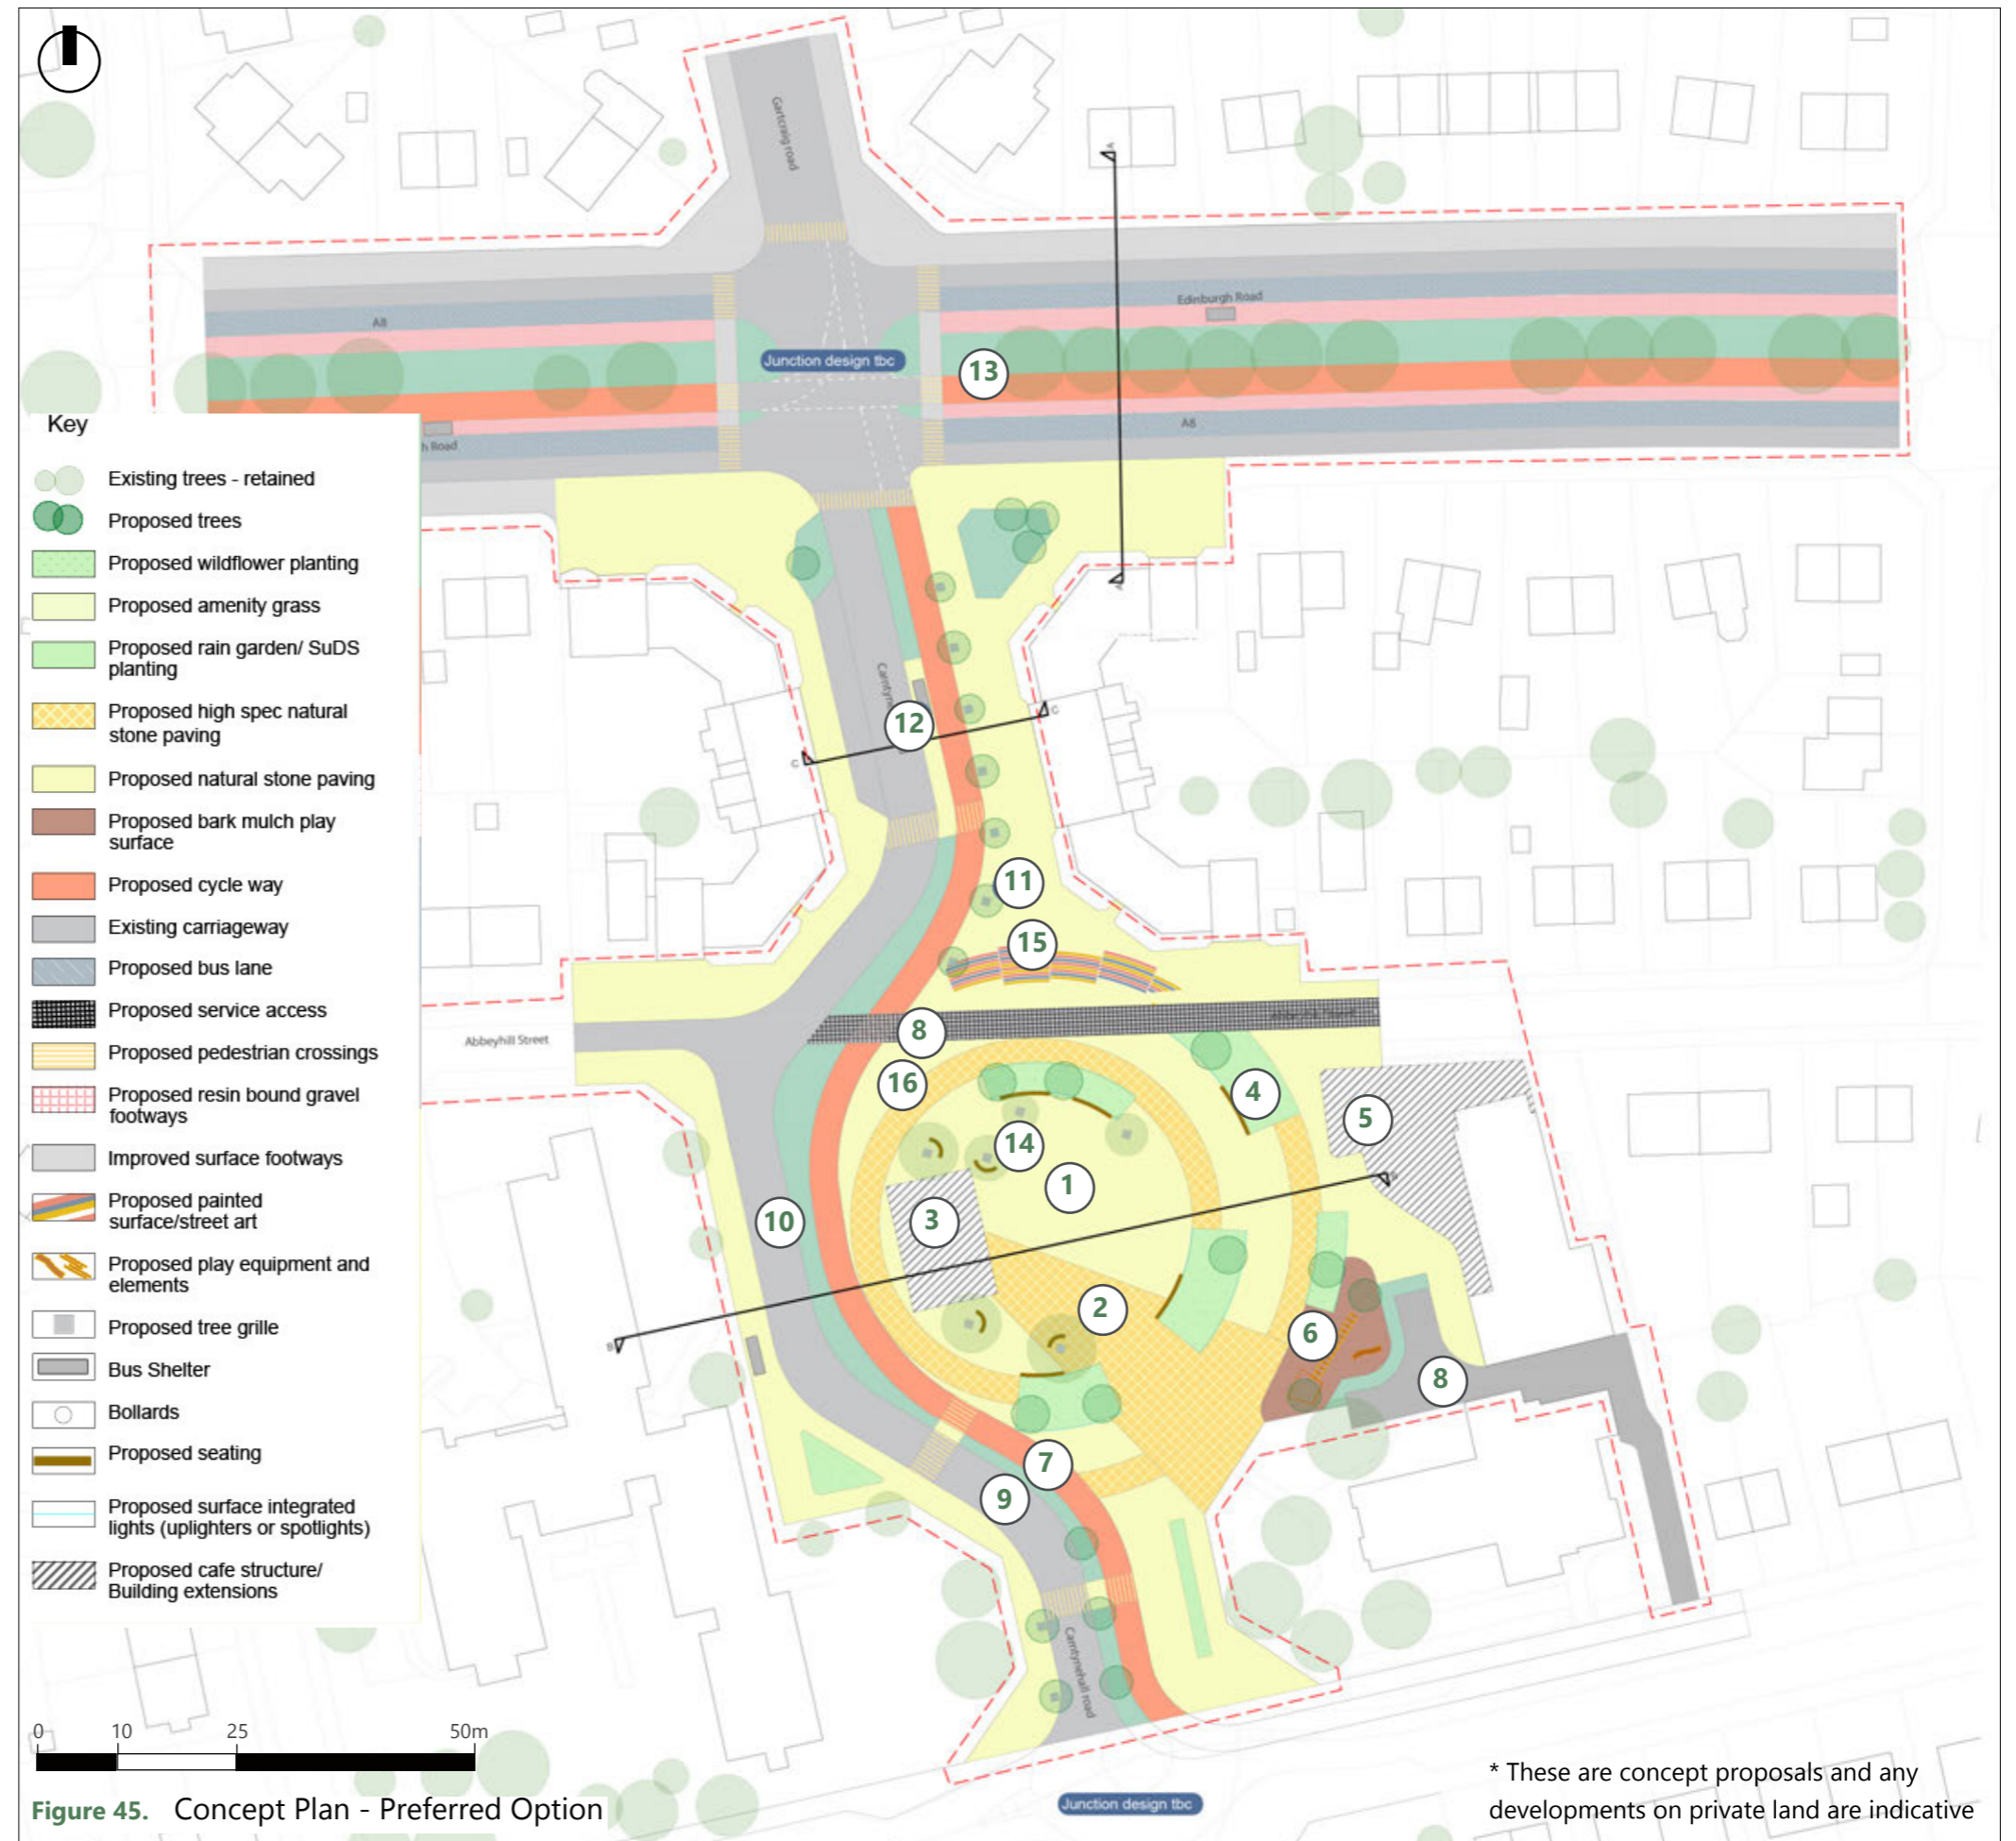 Gartcraig road
A
Edinburgh Road
A8
Junction design tbc
13
h Road
A8
Key
Existing trees - retained
Proposed trees
Proposed wildflower planting
Proposed amenity grass
Proposed rain garden/ SuDS
planting
Proposed high spec natural
stone paving
Proposed natural stone paving
Proposed bark mulch play
surface
Proposed cycle way
Existing carriageway
Proposed bus lane
Proposed service access
Proposed pedestrian crossings
Proposed resin bound gravel
footways
Improved surface footways
Proposed painted
surface/street art
Proposed play equipment and
elements
Proposed tree grille
Bus Shelter
Bollards
Proposed seating
Proposed surface integrated
lights (uplighters or spotlights)
Proposed cafe structure/
Building extensions
A
12
C
C
11
15
Abbeyhill Street
8
16
4
5
14
1
10
3
2
B
6
8
7
9
Carntynehall road
0 10 25 50m
Figure 45. Concept Plan - Preferred Option
Junction design tbc
* These are concept proposals and any
developments on private land are indicative